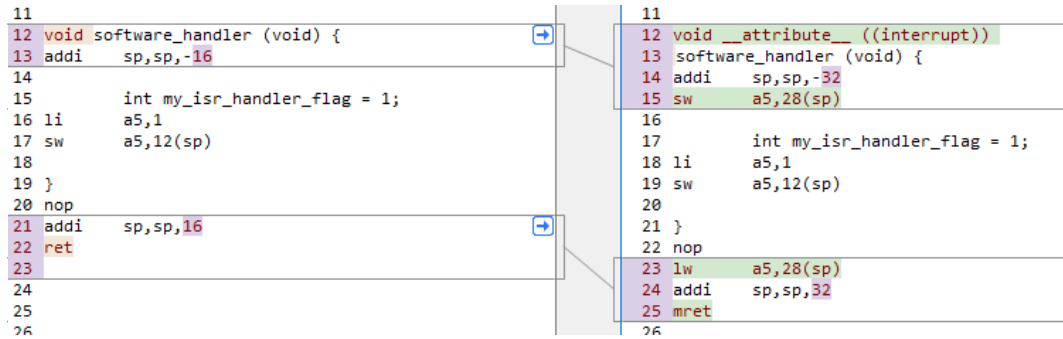 11
12 void software_handler (void) {
13 addi sp,sp,-16
14
15 int my_isr_handler_flag = 1;
16 li a5,1
17 sw a5,12(sp)
18
19 }
20 nop
21 addi sp,sp,16
22 ret
23
24
25
26
11
12 void __attribute__ ((interrupt))
13 software_handler (void) {
14 addi sp,sp,-32
15 sw a5,28(sp)
16
17 int my_isr_handler_flag = 1;
18 li a5,1
19 sw a5,12(sp)
20
21 }
22 nop
23 lw a5,28(sp)
24 addi sp,sp,32
25 mret
26